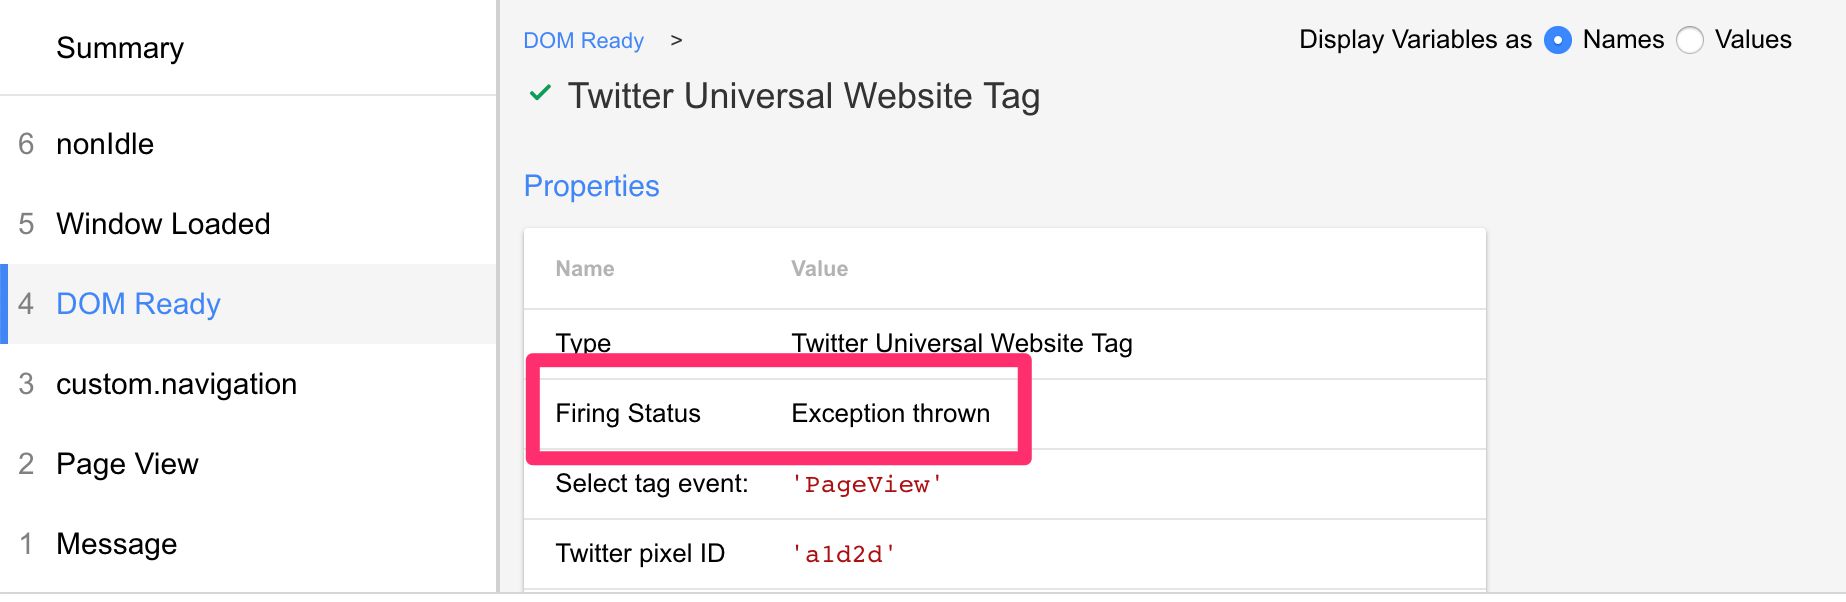 Summary
6 nonIdle
5 Window Loaded
4 DOM Ready
3 custom.navigation
2 Page View
1 Message
DOM Ready >
Display Variables as Names Values
Twitter Universal Website Tag
Properties
Name Value
Type Twitter Universal Website Tag
Firing Status Exception thrown
Select tag event: 'PageView'
Twitter pixel ID 'a1d2d'